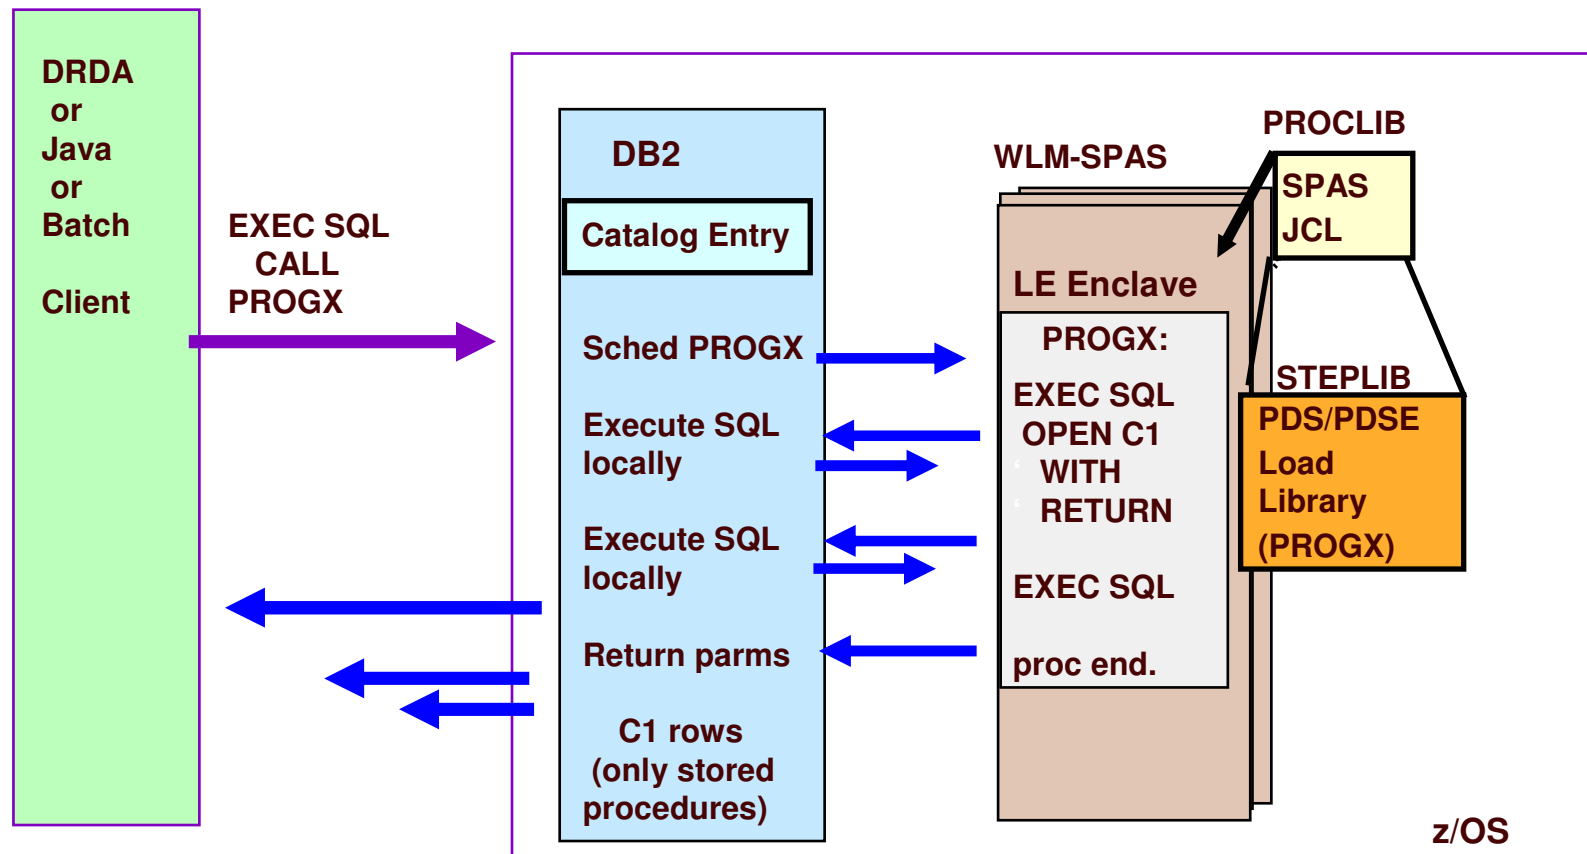 DRDA
or
Java
or
Batch
Client
EXEC SQL
CALL
PROGX
DB2
Catalog Entry
Sched PROGX
Execute SQL
locally
Execute SQL
locally
Return parms
C1 rows
(only stored
procedures)
WLM-SPAS
LE Enclave
PROGX:
EXEC SQL
OPEN C1
‘ WITH
‘ RETURN
EXEC SQL
proc end.
PROCLIB
SPAS
JCL
STEPLIB
PDS/PDSE
Load
Library
(PROGX)
z/OS